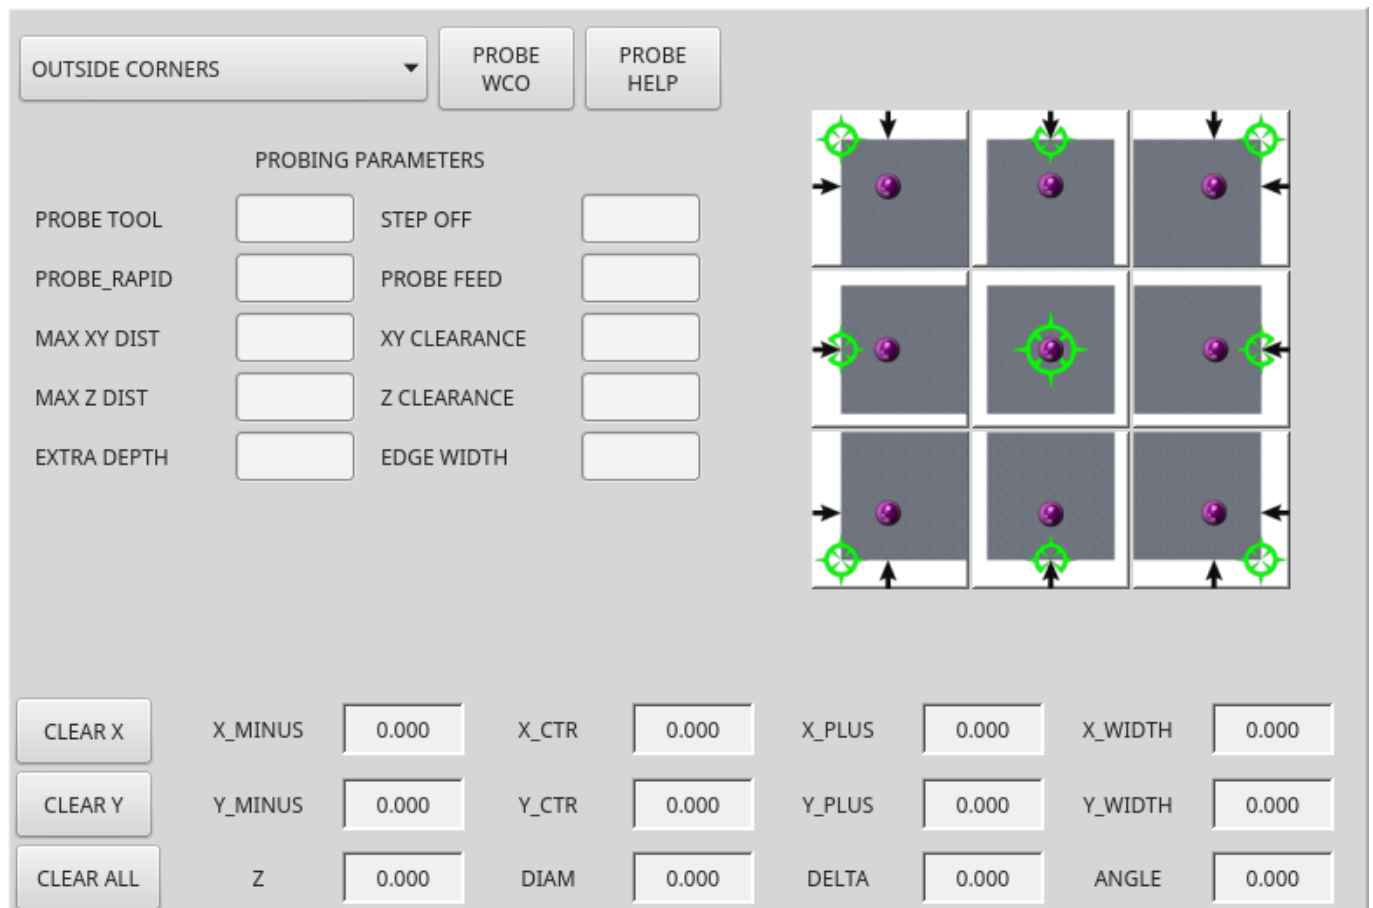 OUTSIDE CORNERS
PROBE
WCO
PROBE
HELP
PROBING PARAMETERS
PROBE TOOL
STEP OFF
PROBE_RAPID
PROBE FEED
MAX XY DIST
XY CLEARANCE
MAX Z DIST
Z CLEARANCE
EXTRA DEPTH
EDGE WIDTH
CLEAR X
X_MINUS
0.000
X_CTR
0.000
X_PLUS
0.000
X_WIDTH
0.000
CLEAR Y
Y_MINUS
0.000
Y_CTR
0.000
Y_PLUS
0.000
Y_WIDTH
0.000
CLEAR ALL
Z
0.000
DIAM
0.000
DELTA
0.000
ANGLE
0.000